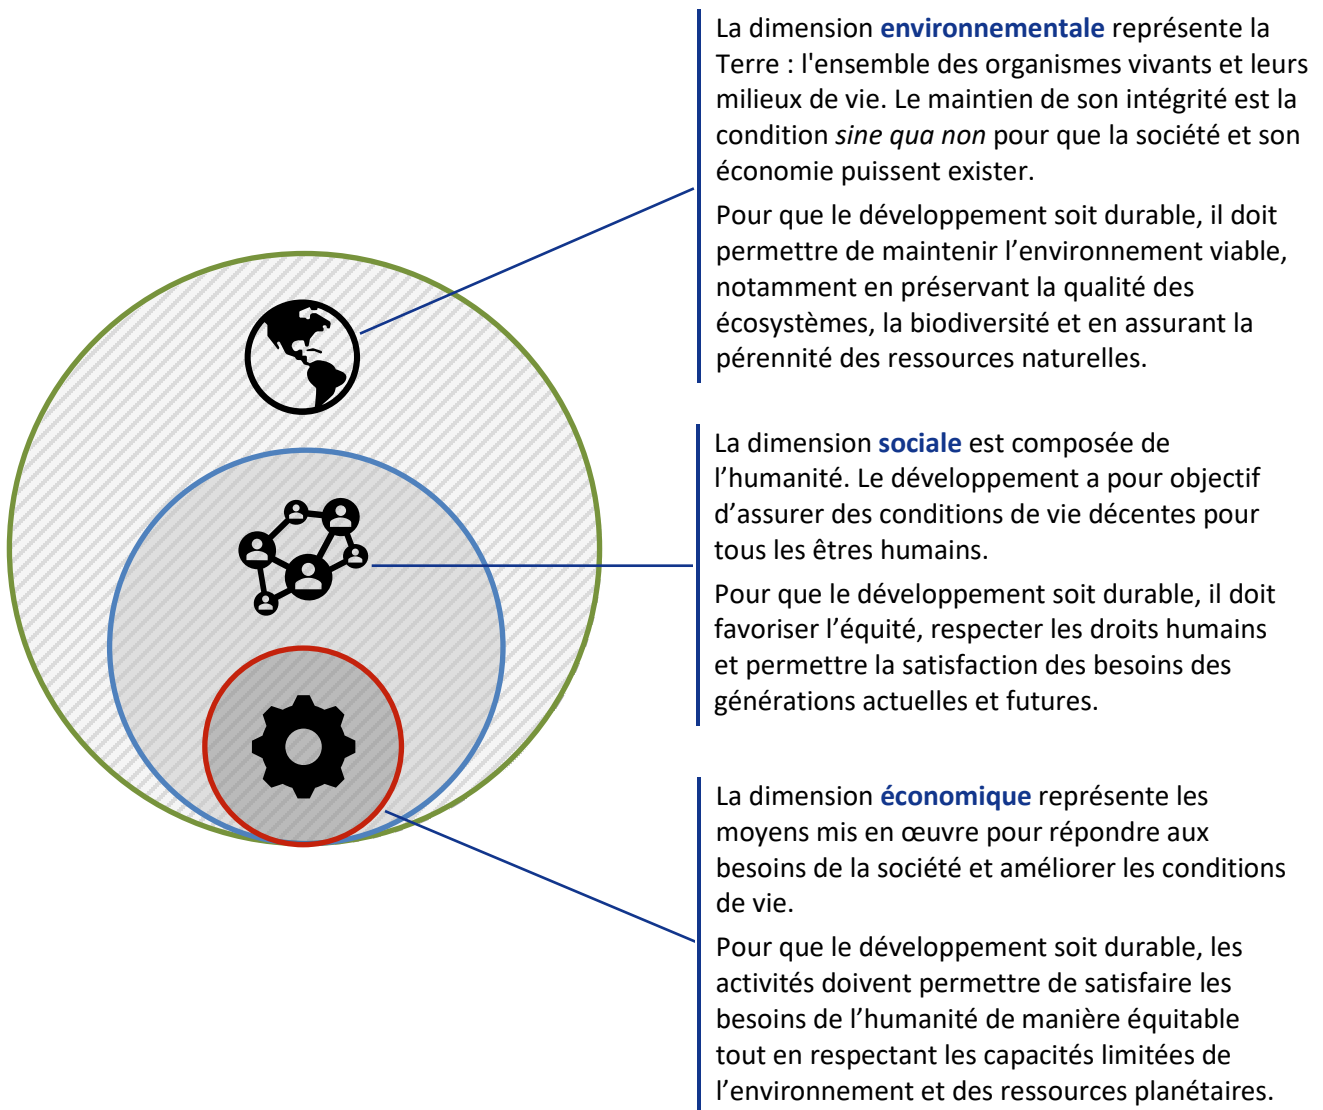 La dimension environnementale représente la
Terre : l'ensemble des organismes vivants et leurs
milieux de vie. Le maintien de son intégrité est la
condition sine qua non pour que la société et son
économie puissent exister.
Pour que le développement soit durable, il doit
permettre de maintenir l’environnement viable,
notamment en préservant la qualité des
écosystèmes, la biodiversité et en assurant la
pérennité des ressources naturelles.
La dimension sociale est composée de
l’humanité. Le développement a pour objectif
d’assurer des conditions de vie décentes pour
tous les êtres humains.
Pour que le développement soit durable, il doit
favoriser l’équité, respecter les droits humains
et permettre la satisfaction des besoins des
générations actuelles et futures.
La dimension économique représente les
moyens mis en œuvre pour répondre aux
besoins de la société et améliorer les conditions
de vie.
Pour que le développement soit durable, les
activités doivent permettre de satisfaire les
besoins de l’humanité de manière équitable
tout en respectant les capacités limitées de
l’environnement et des ressources planétaires.